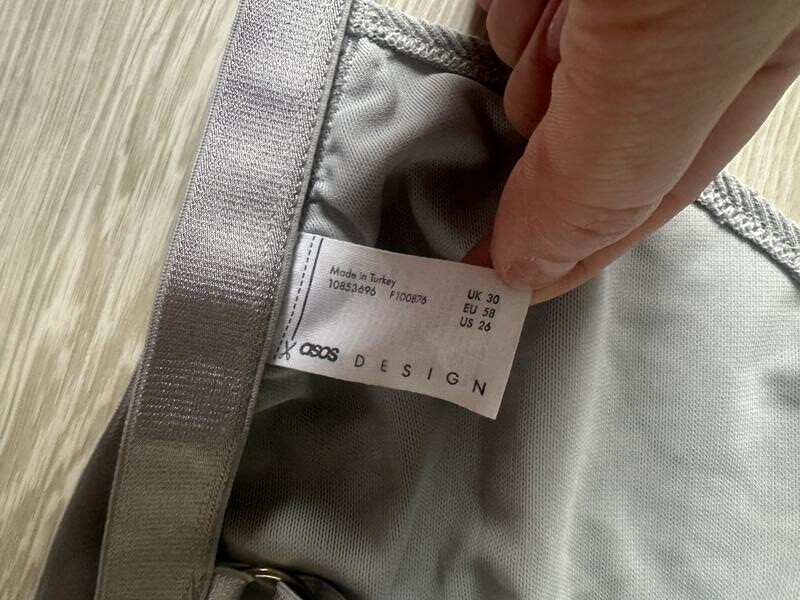 Made in Turkey
10853696 F100876
UK 30
EU 58
US 26
asos DESIGN